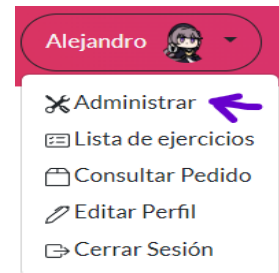 Alejandro
Administrar
Lista de ejercicios
Consultar Pedido
Editar Perfil
Cerrar Sesión